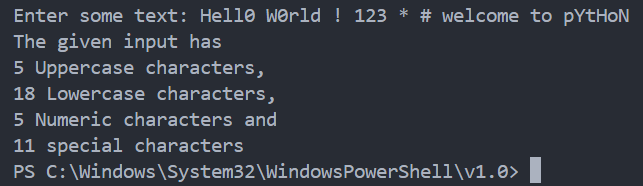 Enter some text: Hell0 W0rld ! 123 * # welcome to pYtHoN
The given input has
5 Uppercase characters,
18 Lowercase characters,
5 Numeric characters and
11 special characters
PS C:\Windows\System32\WindowsPowerShell\v1.0>